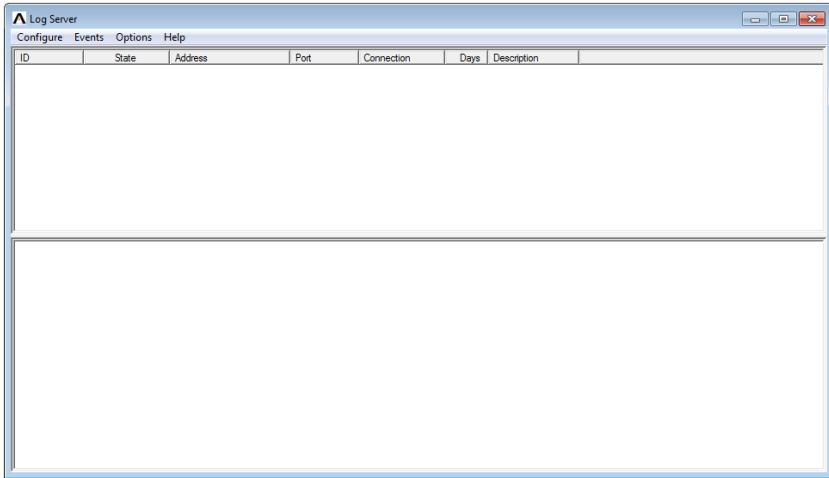 Log Server
Configure Events Options Help
ID State Address Port Connection Days Description